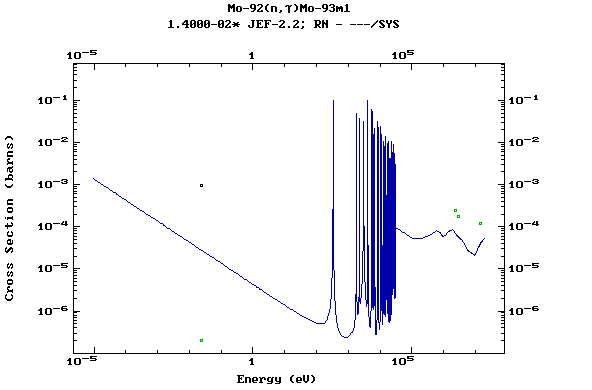 Mo-92(n,γ)Mo-93m1
1.4000-02* JEF-2.2; RN - ---/SYS
10⁻⁵ 1 10⁵
10⁻¹ 10⁻¹
10⁻² 10⁻²
10⁻³ 10⁻³
10⁻⁴ 10⁻⁴
10⁻⁵ 10⁻⁵
10⁻⁶ 10⁻⁶
Cross Section (barns)
10⁻⁵ 1 10⁵
Energy (eV)